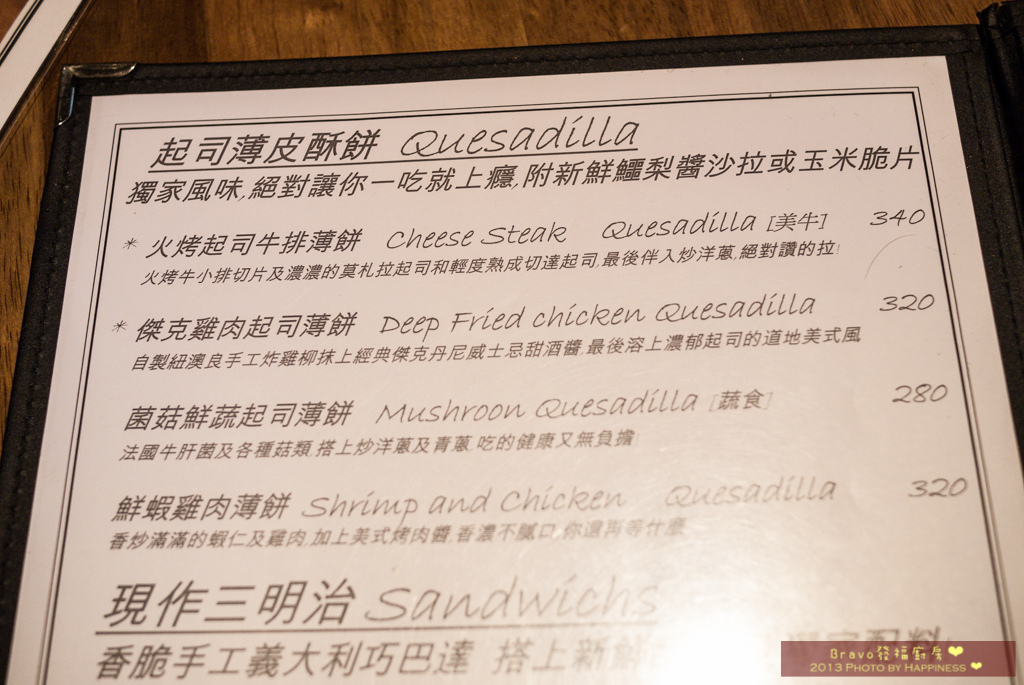 起司薄皮酥餅 Quesadilla
獨家風味,絕對讓你一吃就上癮,附新鮮鱷梨醬沙拉或玉米脆片
* 火烤起司牛排薄餅 Cheese Steak Quesadilla [美牛] 340
火烤牛小排切片及濃濃的莫札拉起司和輕度熟成切達起司,最後伴入炒洋蔥,絕對讚的拉!
* 傑克雞肉起司薄餅 Deep Fried chicken Quesadilla 320
自製紐澳良手工炸雞柳抹上經典傑克丹尼威士忌甜酒醬,最後溶上濃郁起司的道地美式風
菌菇鮮蔬起司薄餅 Mushroon Quesadilla [蔬食] 280
法國牛肝菌及各種菇類,搭上炒洋蔥及青蔥,吃的健康又無負擔!
鮮蝦雞肉薄餅 Shrimp and Chicken Quesadilla 320
香炒滿滿的蝦仁及雞肉,加上美式烤肉醬,香濃不膩口,你還再等什麼
現作三明治 Sandwichs
香脆手工義大利巧巴達 搭上新鮮
Bravo發福廚房
2013 PHOTO BY HAPPINESS